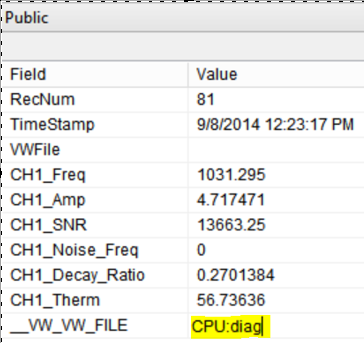 Public
Field Value
RecNum 81
TimeStamp 9/8/2014 12:23:17 PM
VWFile
CH1_Freq 1031.295
CH1_Amp 4.717471
CH1_SNR 13663.25
CH1_Noise_Freq 0
CH1_Decay_Ratio 0.2701384
CH1_Therm 56.73636
__VW_VW_FILE CPU:diag